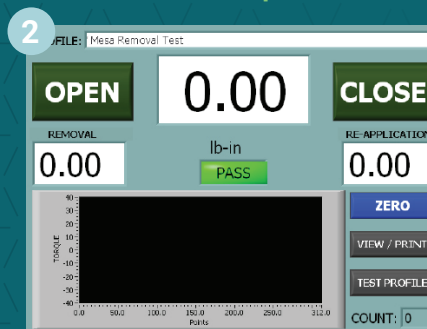 2
FILE: Mesa Removal Test
OPEN
0.00
CLOSE
REMOVAL
RE-APPLICATION
0.00
lb-in
0.00
PASS
ZERO
VIEW / PRINT
TEST PROFILE
COUNT: 0
TORQUE
40
30
20
10
0
-10
-20
-30
-40
0.0 50.0 100.0 150.0 200.0 250.0 312.0
Points